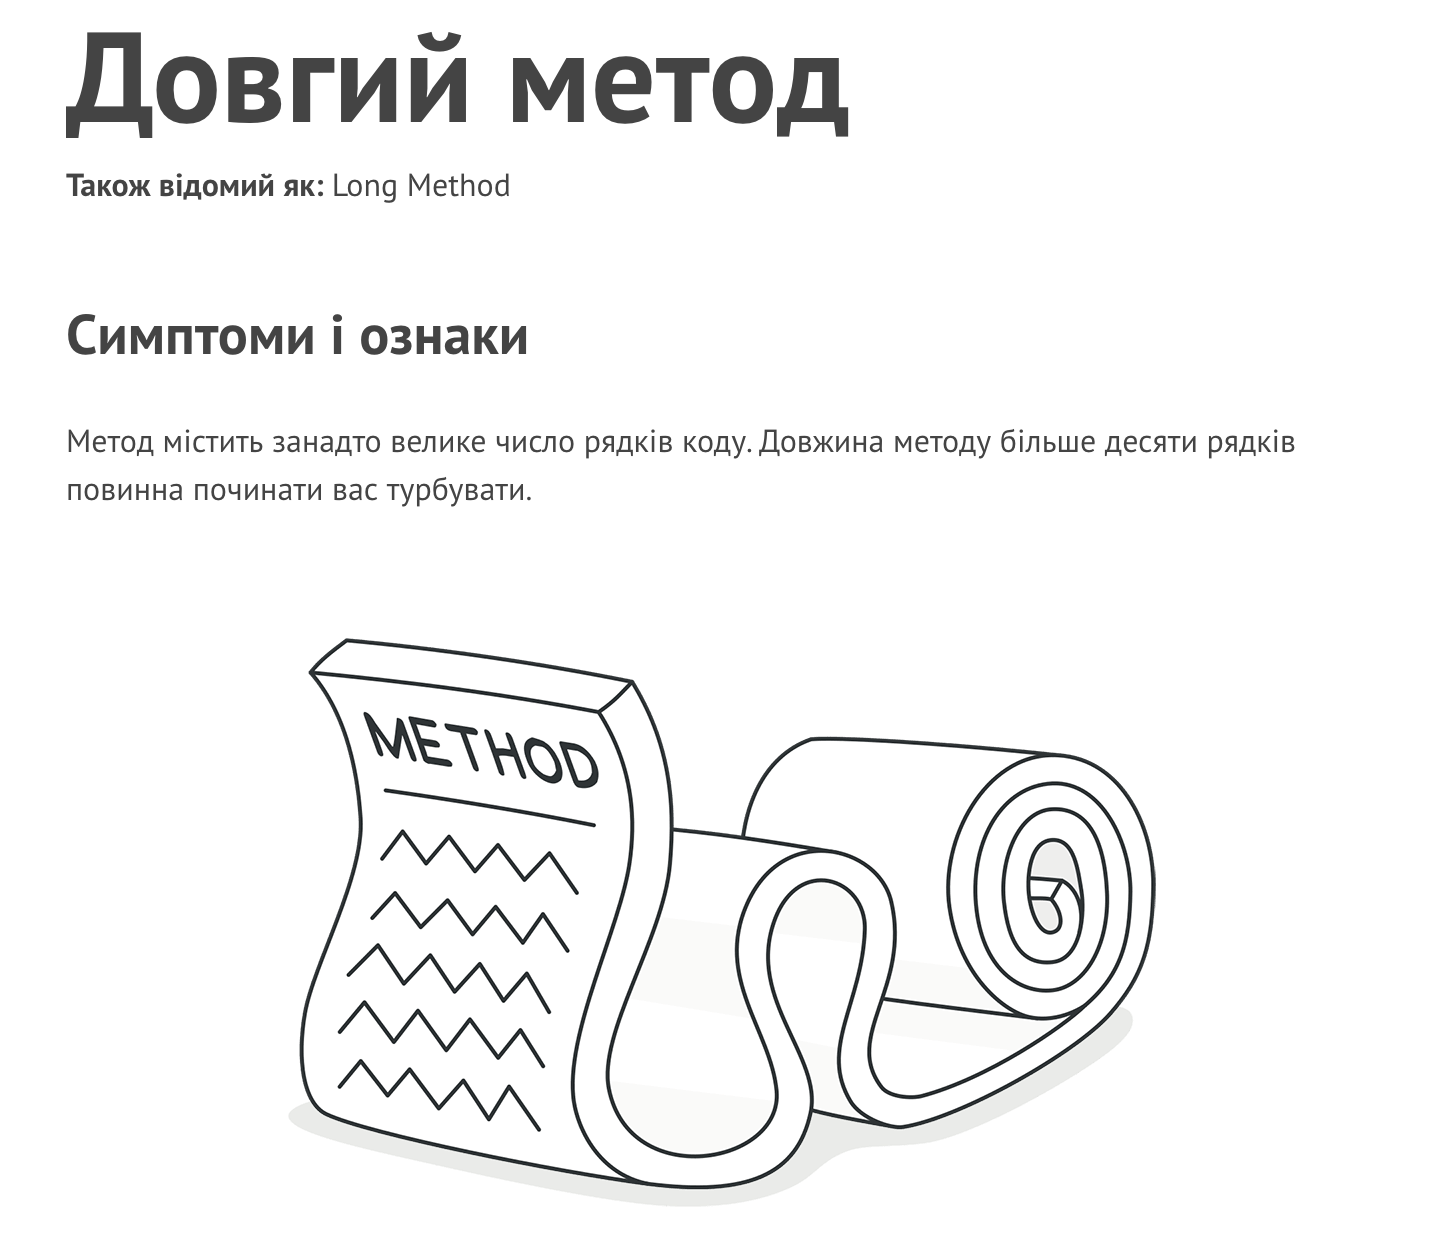 Довгий метод
Також відомий як: Long Method
Симптоми і ознаки
Метод містить занадто велике число рядків коду. Довжина методу більше десяти рядків
повинна починати вас турбувати.
METHOD